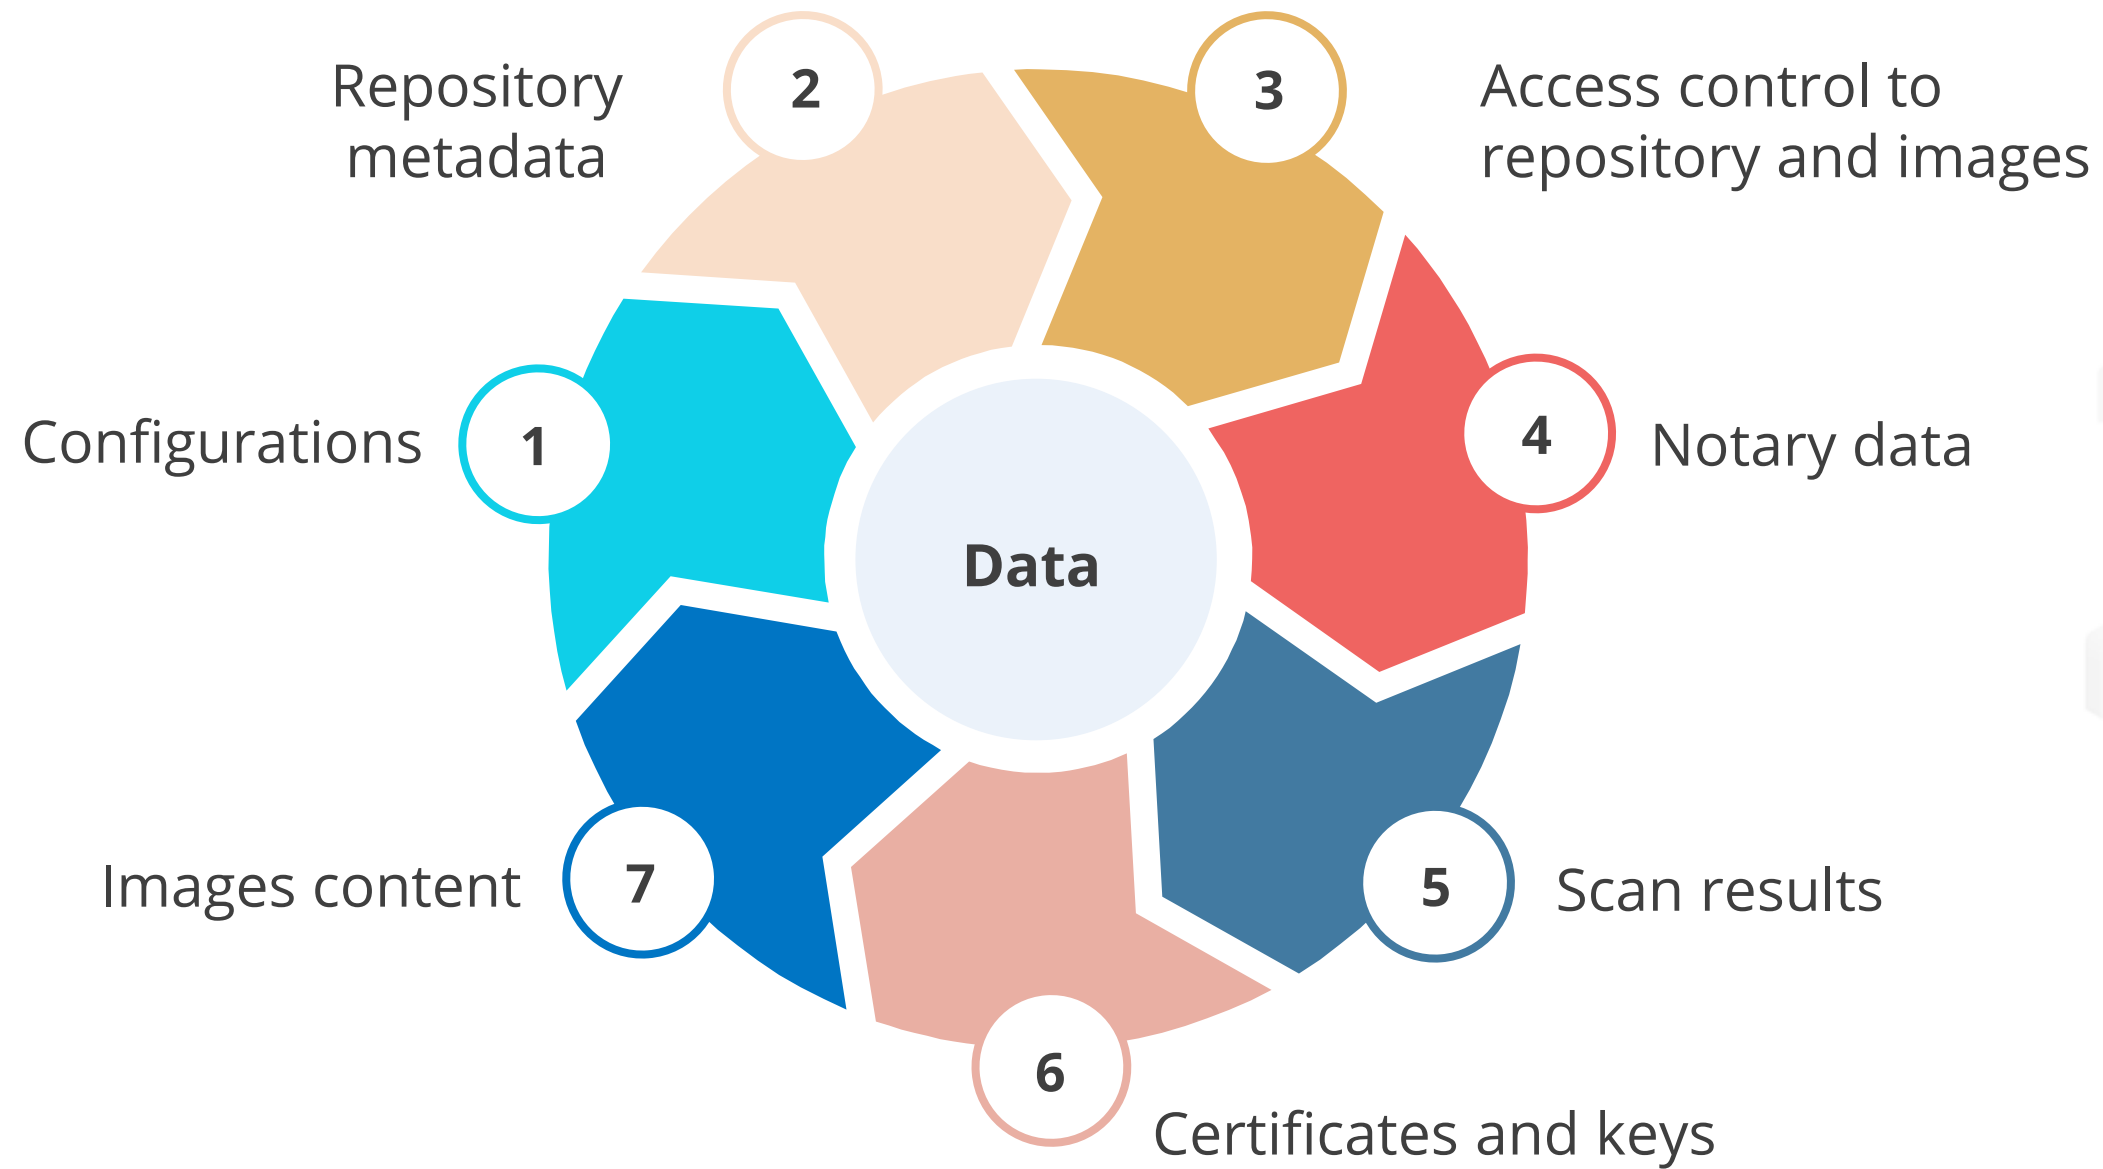 1
Configurations
2
Repository
metadata
3
Access control to
repository and images
4
Notary data
5
Scan results
6
Certificates and keys
7
Images content
Data